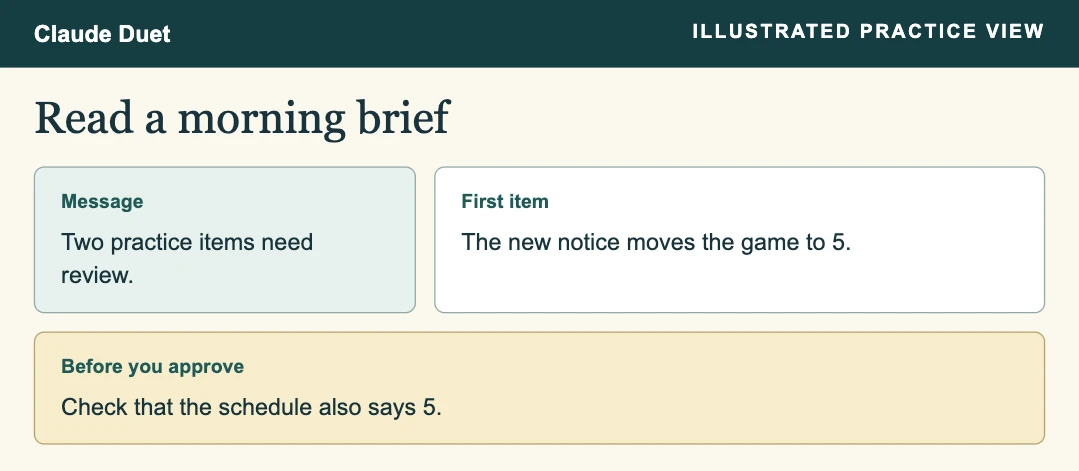 Claude Duet
ILLUSTRATED PRACTICE VIEW
Read a morning brief
Message
Two practice items need
review.
First item
The new notice moves the game to 5.
Before you approve
Check that the schedule also says 5.